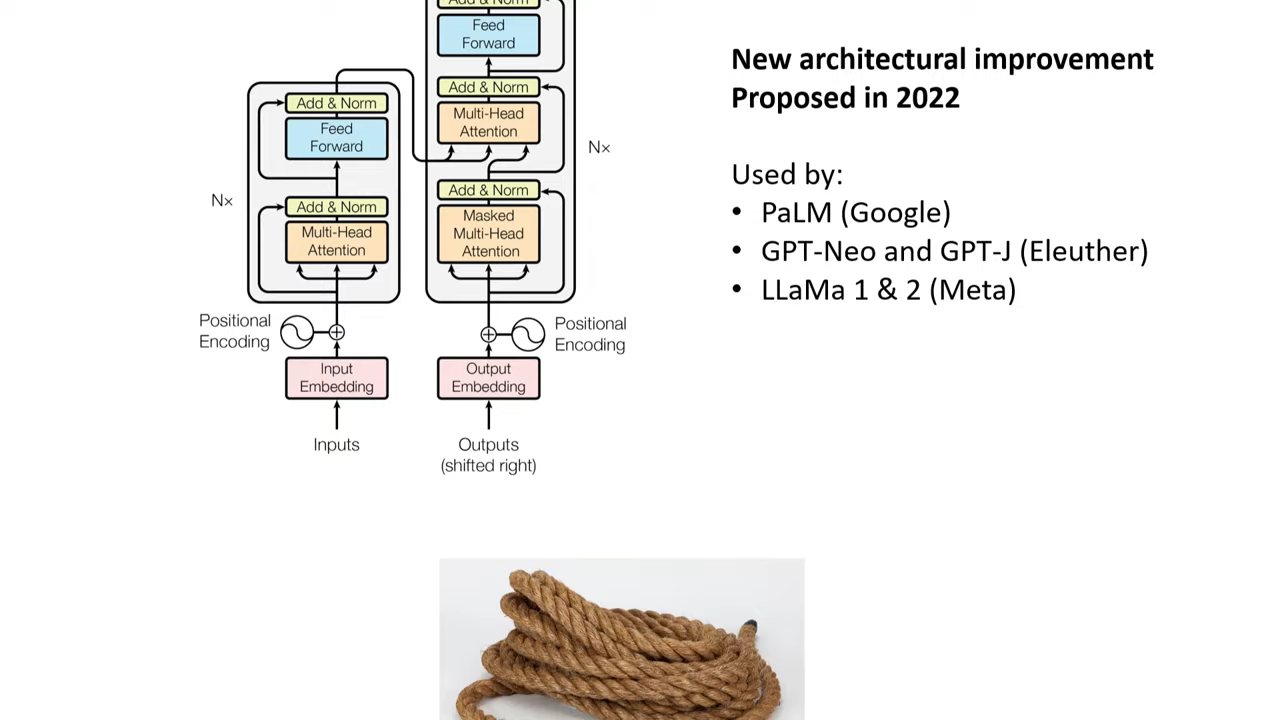 Add & Norm
Feed
Forward
Add & Norm
Multi-Head
Attention
Nx
Add & Norm
Masked
Multi-Head
Attention
Add & Norm
Feed
Forward
Nx
Add & Norm
Multi-Head
Attention
Positional
Encoding
Positional
Encoding
Input
Embedding
Output
Embedding
Inputs
Outputs
(shifted right)
New architectural improvement
Proposed in 2022
Used by:
• PaLM (Google)
• GPT-Neo and GPT-J (Eleuther)
• LLaMa 1 & 2 (Meta)